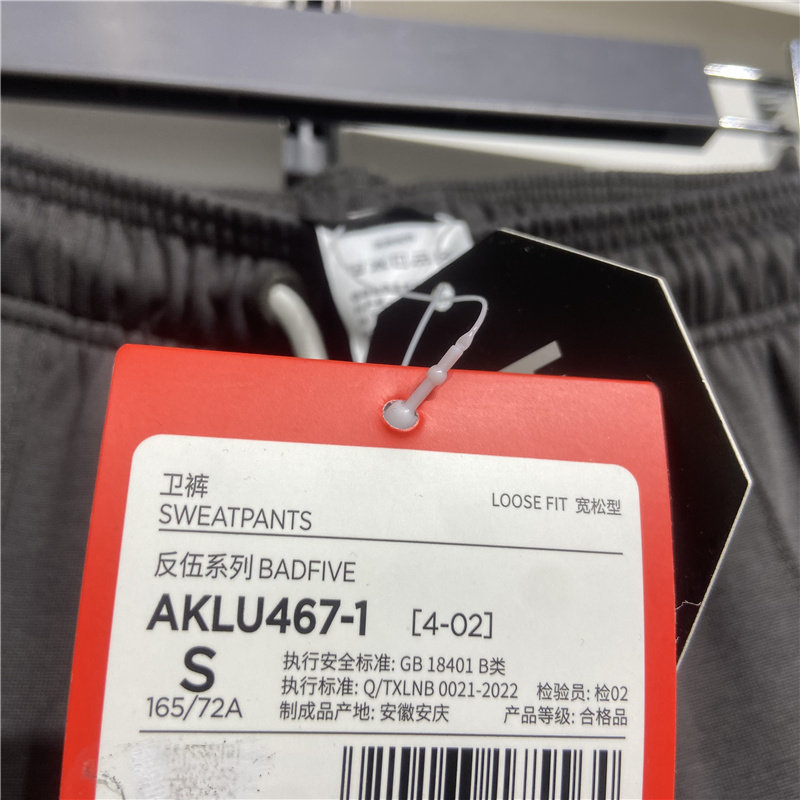 卫裤
SWEATPANTS
LOOSE FIT 宽松型
反伍系列 BADFIVE
AKLU467-1 [4-02]
S
165/72A
执行安全标准: GB 18401 B类
执行标准: Q/TXLNB 0021-2022 检验员: 检02
制成品产地: 安徽安庆 产品等级: 合格品